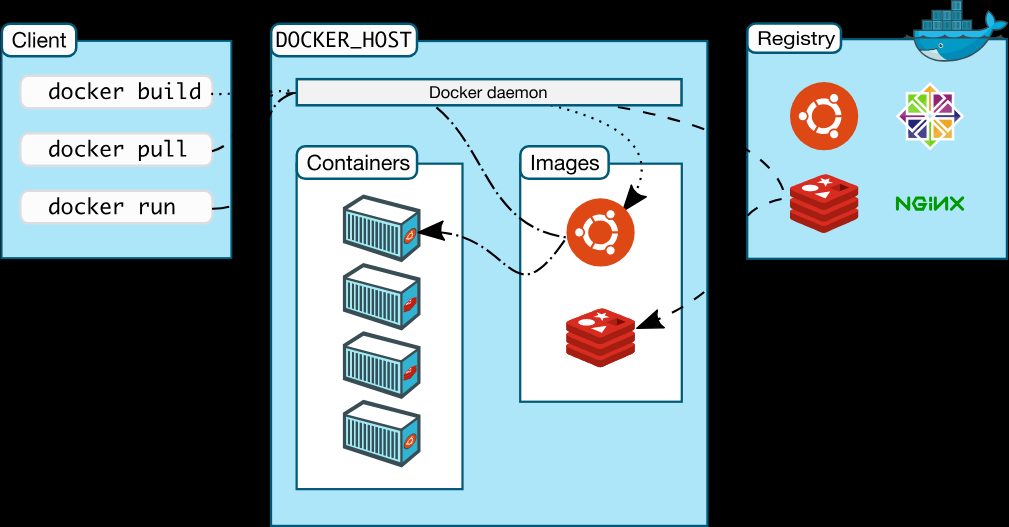 Client
docker build
docker pull
docker run
DOCKER_HOST
Docker daemon
Containers
Images
Registry
NGINX